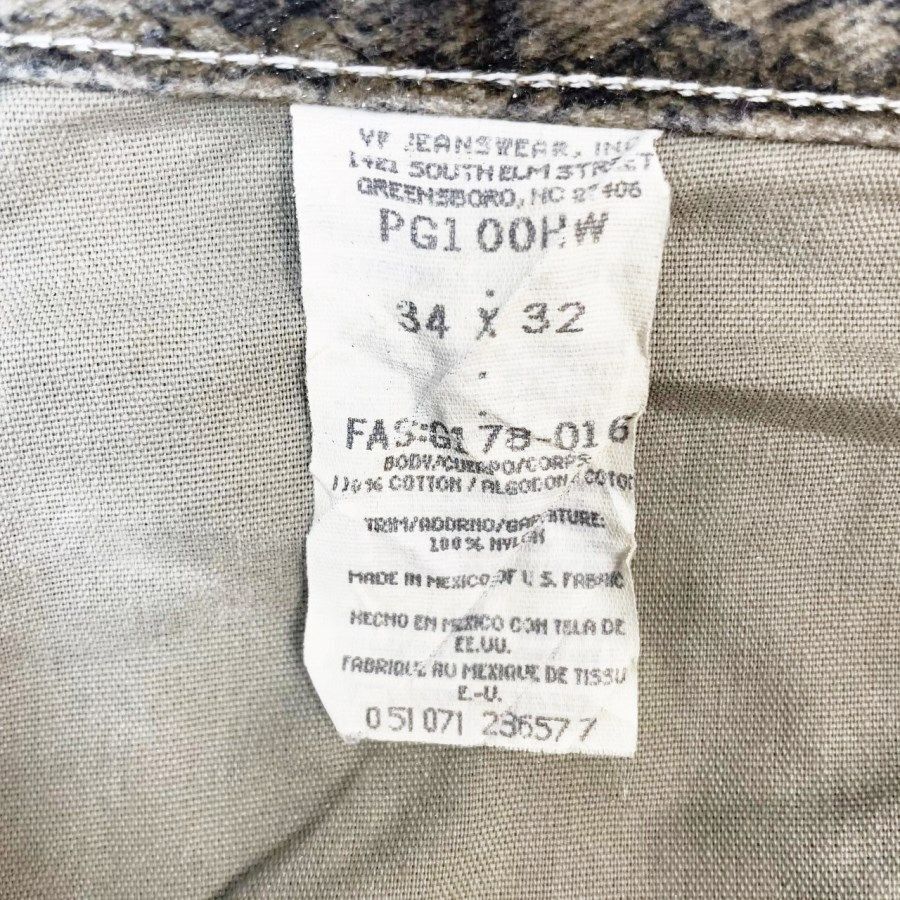 VF JEANSWEAR, INC
1421 SOUTH ELM STREET
GREENSBORO, NC 27406
PG100HW
34 X 32
FAS:G178-016
BODY/CUERPO/CORPS
100% COTTON/ALGODON/COTON
TRIM/ADORNO/GARNITURE:
100% NYLON
MADE IN MEXICO OF U.S. FABRIC
HECHO EN MEXICO CON TELA DE
EE.UU.
FABRIQUE AU MEXIQUE DE TISSU
E.-U.
0 51071 23657 7